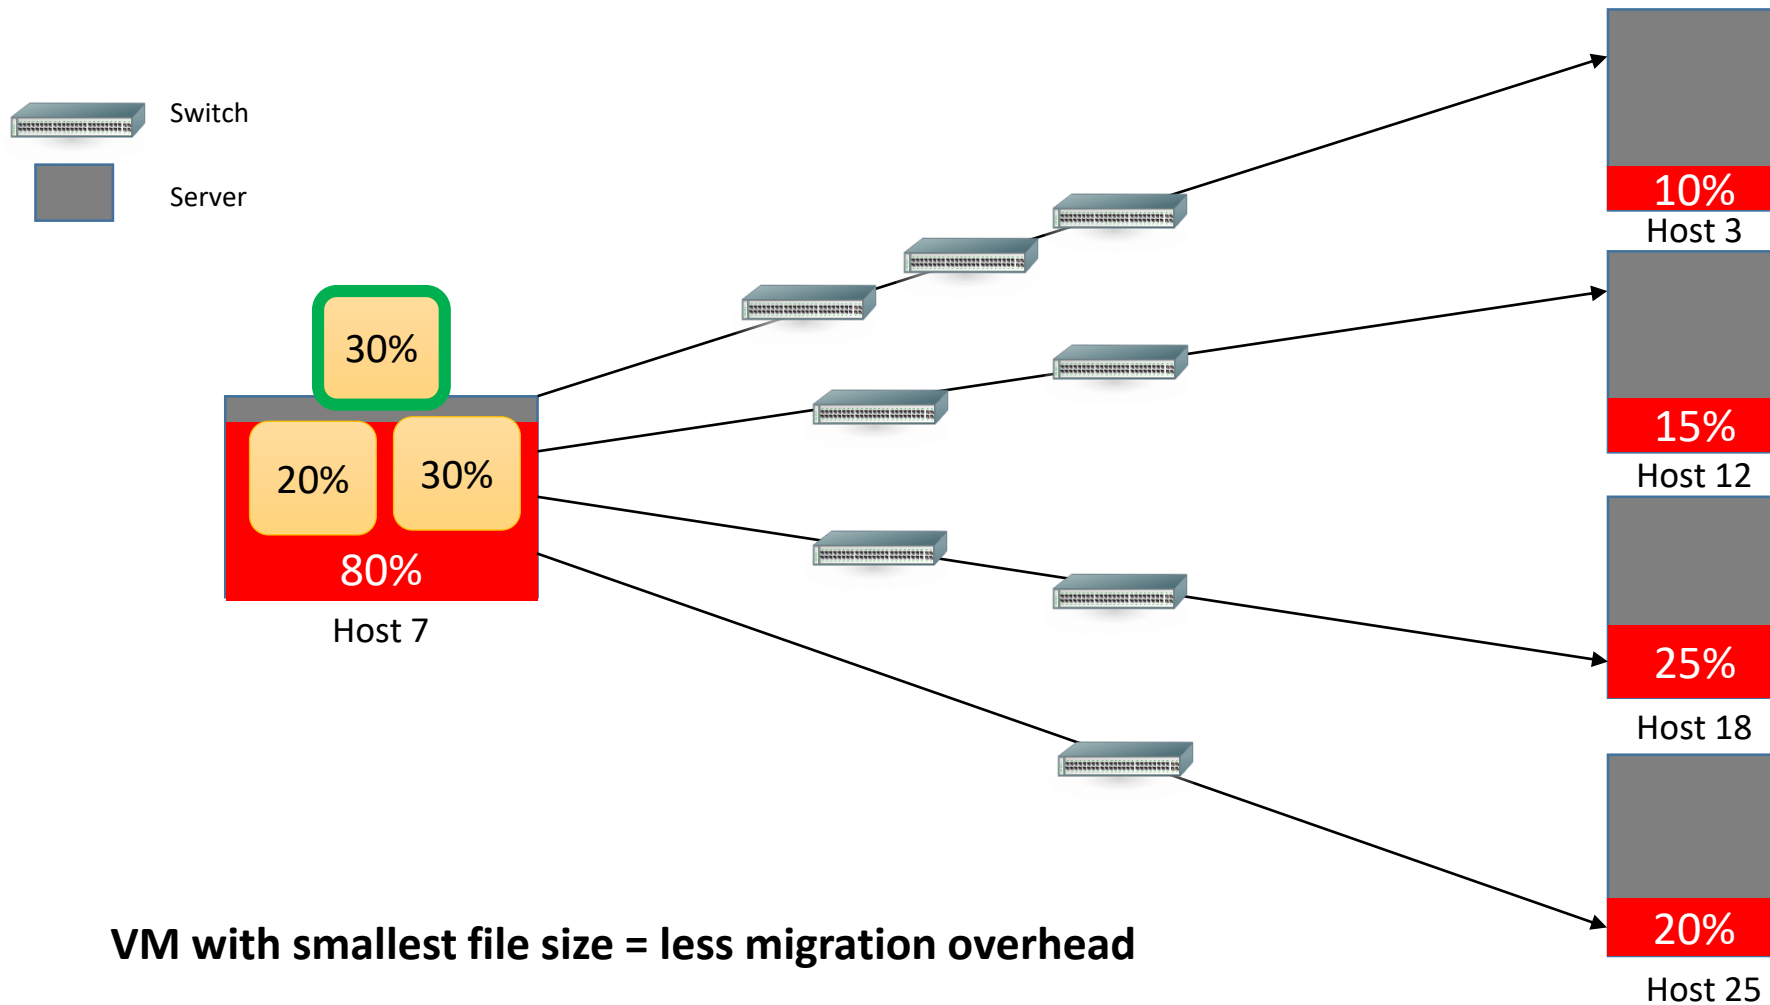 Switch
Server
10%
Host 3
30%
15%
Host 12
20%
30%
80%
Host 7
25%
Host 18
20%
Host 25
VM with smallest file size = less migration overhead